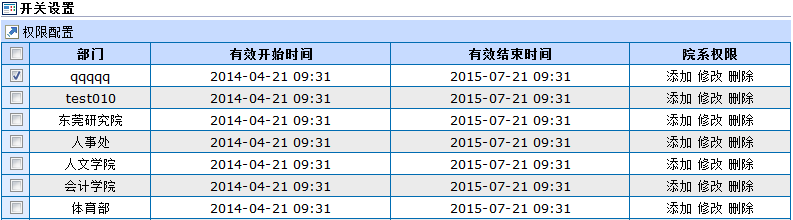 开关设置
权限配置
部门 有效开始时间 有效结束时间 院系权限
qqqqq 2014-04-21 09:31 2015-07-21 09:31 添加 修改 删除
test010 2014-04-21 09:31 2015-07-21 09:31 添加 修改 删除
东莞研究院 2014-04-21 09:31 2015-07-21 09:31 添加 修改 删除
人事处 2014-04-21 09:31 2015-07-21 09:31 添加 修改 删除
人文学院 2014-04-21 09:31 2015-07-21 09:31 添加 修改 删除
会计学院 2014-04-21 09:31 2015-07-21 09:31 添加 修改 删除
体育部 2014-04-21 09:31 2015-07-21 09:31 添加 修改 删除